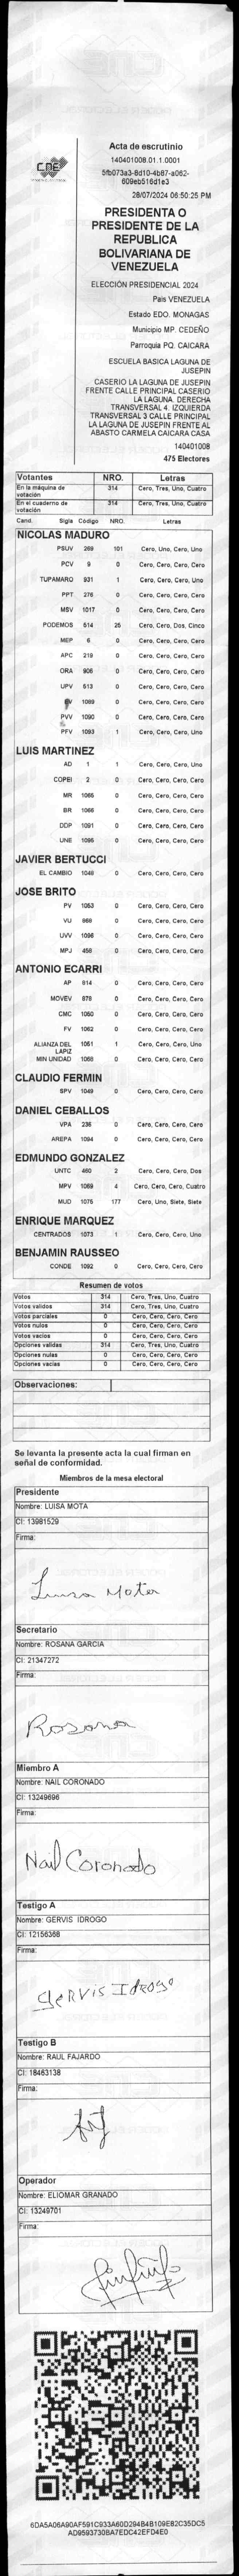 CNE
Acta de escrutinio
140401008.01.1.0001
5fb073a3-8d10-4b87-a062-
609eb516d1e3
28/07/2024 06:50:25 PM
PRESIDENTA O
PRESIDENTE DE LA
REPUBLICA
BOLIVARIANA DE
VENEZUELA
ELECCIÓN PRESIDENCIAL 2024
País VENEZUELA
Estado EDO. MONAGAS
Municipio MP. CEDEÑO
Parroquia PQ. CAICARA
ESCUELA BASICA LAGUNA DE
JUSEPIN
CASERIO LA LAGUNA DE JUSEPIN
FRENTE CALLE PRINCIPAL CASERIO
LA LAGUNA. DERECHA
TRANSVERSAL 4. IZQUIERDA
TRANSVERSAL 3 CALLE PRINCIPAL
LA LAGUNA DE JUSEPIN FRENTE AL
ABASTO CARMELA CAICARA CASA
140401008
475 Electores
Votantes NRO. Letras
En la máquina de votación 314 Cero, Tres, Uno, Cuatro
En el cuaderno de votación 314 Cero, Tres, Uno, Cuatro
Cand. Sigla Código NRO. Letras
NICOLAS MADURO
PSUV 269 101 Cero, Uno, Cero, Uno
PCV 9 0 Cero, Cero, Cero, Cero
TUPAMARO 931 1 Cero, Cero, Cero, Uno
PPT 276 0 Cero, Cero, Cero, Cero
MSV 1017 0 Cero, Cero, Cero, Cero
PODEMOS 514 25 Cero, Cero, Dos, Cinco
MEP 6 0 Cero, Cero, Cero, Cero
APC 219 0 Cero, Cero, Cero, Cero
ORA 906 0 Cero, Cero, Cero, Cero
UPV 513 0 Cero, Cero, Cero, Cero
1089 0 Cero, Cero, Cero, Cero
PVV 1090 0 Cero, Cero, Cero, Cero
PFV 1093 1 Cero, Cero, Cero, Uno
LUIS MARTINEZ
AD 1 1 Cero, Cero, Cero, Uno
COPEI 2 0 Cero, Cero, Cero, Cero
MR 1065 0 Cero, Cero, Cero, Cero
BR 1066 0 Cero, Cero, Cero, Cero
DDP 1091 0 Cero, Cero, Cero, Cero
UNE 1095 0 Cero, Cero, Cero, Cero
JAVIER BERTUCCI
EL CAMBIO 1048 0 Cero, Cero, Cero, Cero
JOSE BRITO
PV 1053 0 Cero, Cero, Cero, Cero
VU 868 0 Cero, Cero, Cero, Cero
UVV 1096 0 Cero, Cero, Cero, Cero
MPJ 458 0 Cero, Cero, Cero, Cero
ANTONIO ECARRI
AP 814 0 Cero, Cero, Cero, Cero
MOVEV 878 0 Cero, Cero, Cero, Cero
CMC 1050 0 Cero, Cero, Cero, Cero
FV 1062 0 Cero, Cero, Cero, Cero
ALIANZA DEL LAPIZ 1051 1 Cero, Cero, Cero, Uno
MIN UNIDAD 1068 0 Cero, Cero, Cero, Cero
CLAUDIO FERMIN
SPV 1049 0 Cero, Cero, Cero, Cero
DANIEL CEBALLOS
VPA 236 0 Cero, Cero, Cero, Cero
AREPA 1094 0 Cero, Cero, Cero, Cero
EDMUNDO GONZALEZ
UNTC 460 2 Cero, Cero, Cero, Dos
MPV 1069 4 Cero, Cero, Cero, Cuatro
MUD 1075 177 Cero, Uno, Siete, Siete
ENRIQUE MARQUEZ
CENTRADOS 1073 1 Cero, Cero, Cero, Uno
BENJAMIN RAUSSEO
CONDE 1092 0 Cero, Cero, Cero, Cero
Resumen de votos
Votos 314 Cero, Tres, Uno, Cuatro
Votos validos 314 Cero, Tres, Uno, Cuatro
Votos parciales 0 Cero, Cero, Cero, Cero
Votos nulos 0 Cero, Cero, Cero, Cero
Votos vacios 0 Cero, Cero, Cero, Cero
Opciones validas 314 Cero, Tres, Uno, Cuatro
Opciones nulas 0 Cero, Cero, Cero, Cero
Opciones vacias 0 Cero, Cero, Cero, Cero
Observaciones:
Se levanta la presente acta la cual firman en
señal de conformidad.
Miembros de la mesa electoral
Presidente
Nombre: LUISA MOTA
CI: 13981529
Firma:
Luisa Mota
Secretario
Nombre: ROSANA GARCIA
CI: 21347272
Firma:
Rosana
Miembro A
Nombre: NAIL CORONADO
CI: 13249696
Firma:
Nail Coronado
Testigo A
Nombre: GERVIS IDROGO
CI: 12156368
Firma:
GeRVis IdROgo
Testigo B
Nombre: RAUL FAJARDO
CI: 18463138
Firma:
Operador
Nombre: ELIOMAR GRANADO
CI: 13249701
Firma:
6DA5A06A90AF591C933A60D294B4B109E82C35DC5
AD9593730BA7EDC42EFD4E0